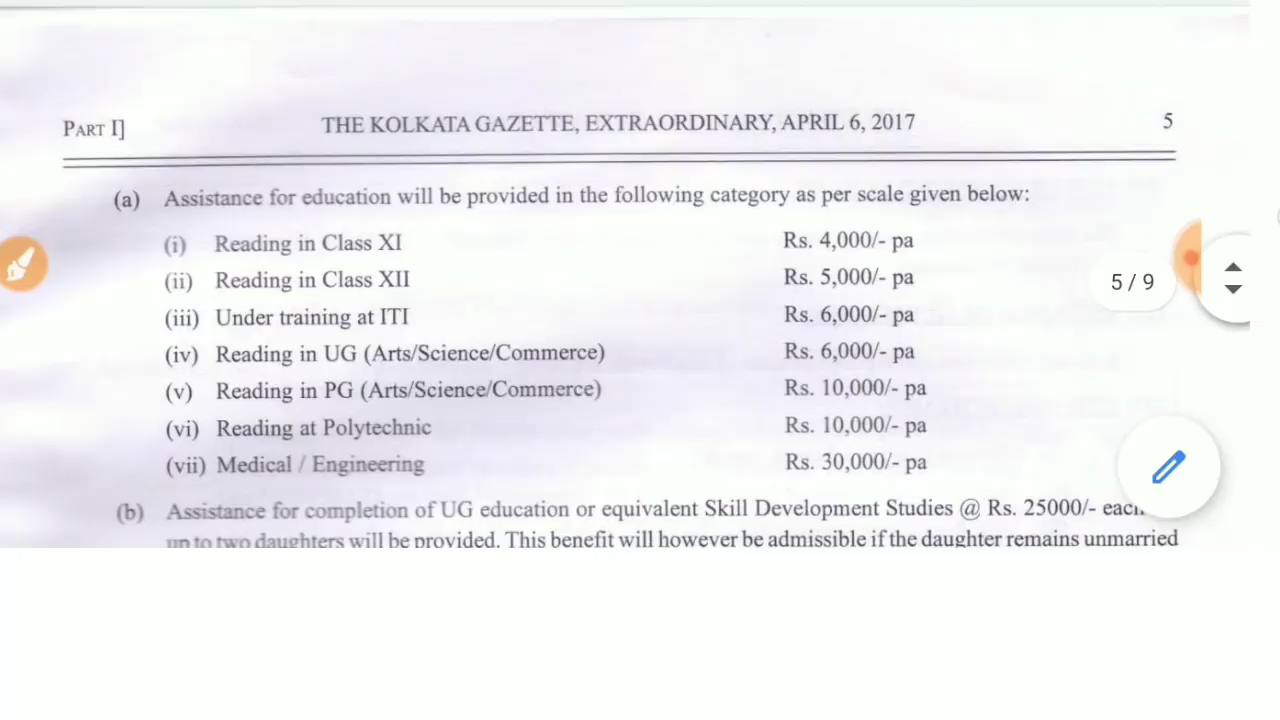 PART I]
THE KOLKATA GAZETTE, EXTRAORDINARY, APRIL 6, 2017
5
(a) Assistance for education will be provided in the following category as per scale given below:
(i) Reading in Class XI Rs. 4,000/- pa
(ii) Reading in Class XII Rs. 5,000/- pa
5 / 9
(iii) Under training at ITI Rs. 6,000/- pa
(iv) Reading in UG (Arts/Science/Commerce) Rs. 6,000/- pa
(v) Reading in PG (Arts/Science/Commerce) Rs. 10,000/- pa
(vi) Reading at Polytechnic Rs. 10,000/- pa
(vii) Medical / Engineering Rs. 30,000/- pa
(b) Assistance for completion of UG education or equivalent Skill Development Studies @ Rs. 25000/- each
up to two daughters will be provided. This benefit will however be admissible if the daughter remains unmarried